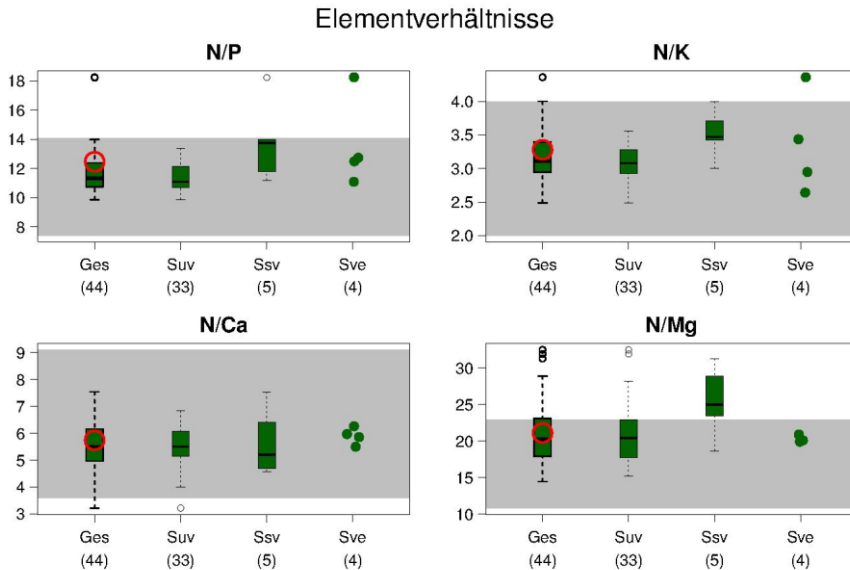 Elementverhältnisse
N/P
18
16
14
12
10
8
Ges Suv Ssv Sve
(44) (33) (5) (4)
N/K
4.0
3.5
3.0
2.5
2.0
Ges Suv Ssv Sve
(44) (33) (5) (4)
N/Ca
9
8
7
6
5
4
3
Ges Suv Ssv Sve
(44) (33) (5) (4)
N/Mg
30
25
20
15
10
Ges Suv Ssv Sve
(44) (33) (5) (4)